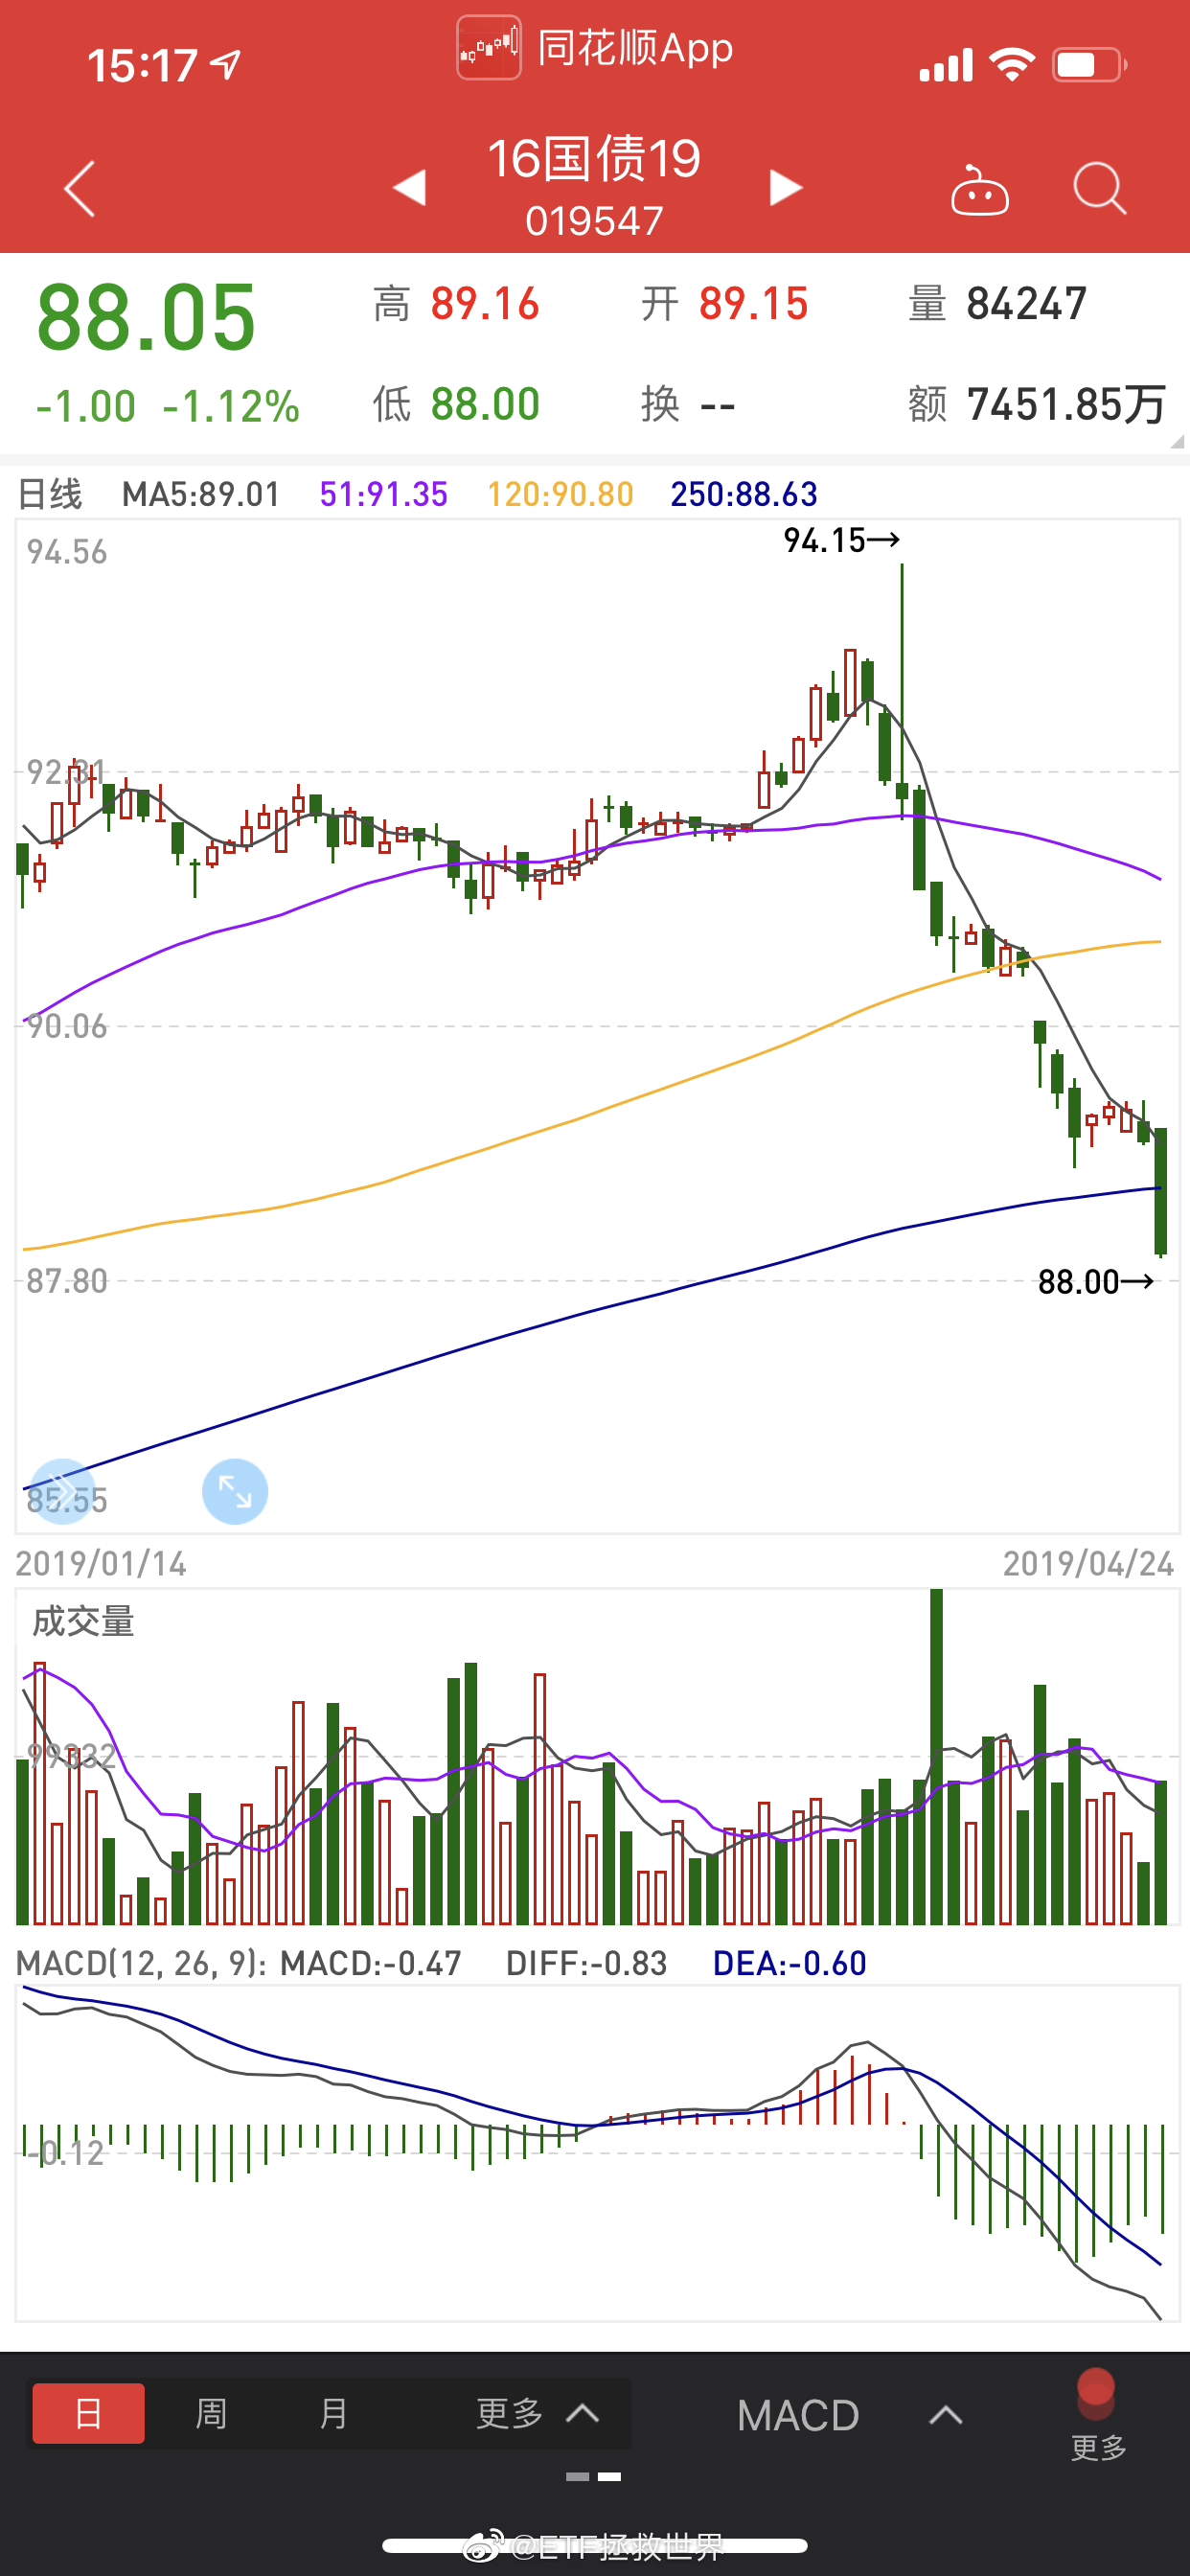 15:17
同花顺App
16国债19
019547
88.05
高 89.16 开 89.15 量 84247
-1.00 -1.12% 低 88.00 换 -- 额 7451.85万
日线 MA5:89.01 51:91.35 120:90.80 250:88.63
94.56
94.15→
92.31
90.06
87.80
88.00→
85.55
2019/01/14 2019/04/24
成交量
99332
MACD(12, 26, 9): MACD:-0.47 DIFF:-0.83 DEA:-0.60
-0.12
日 周 月 更多 MACD 更多
@ETF拯救世界